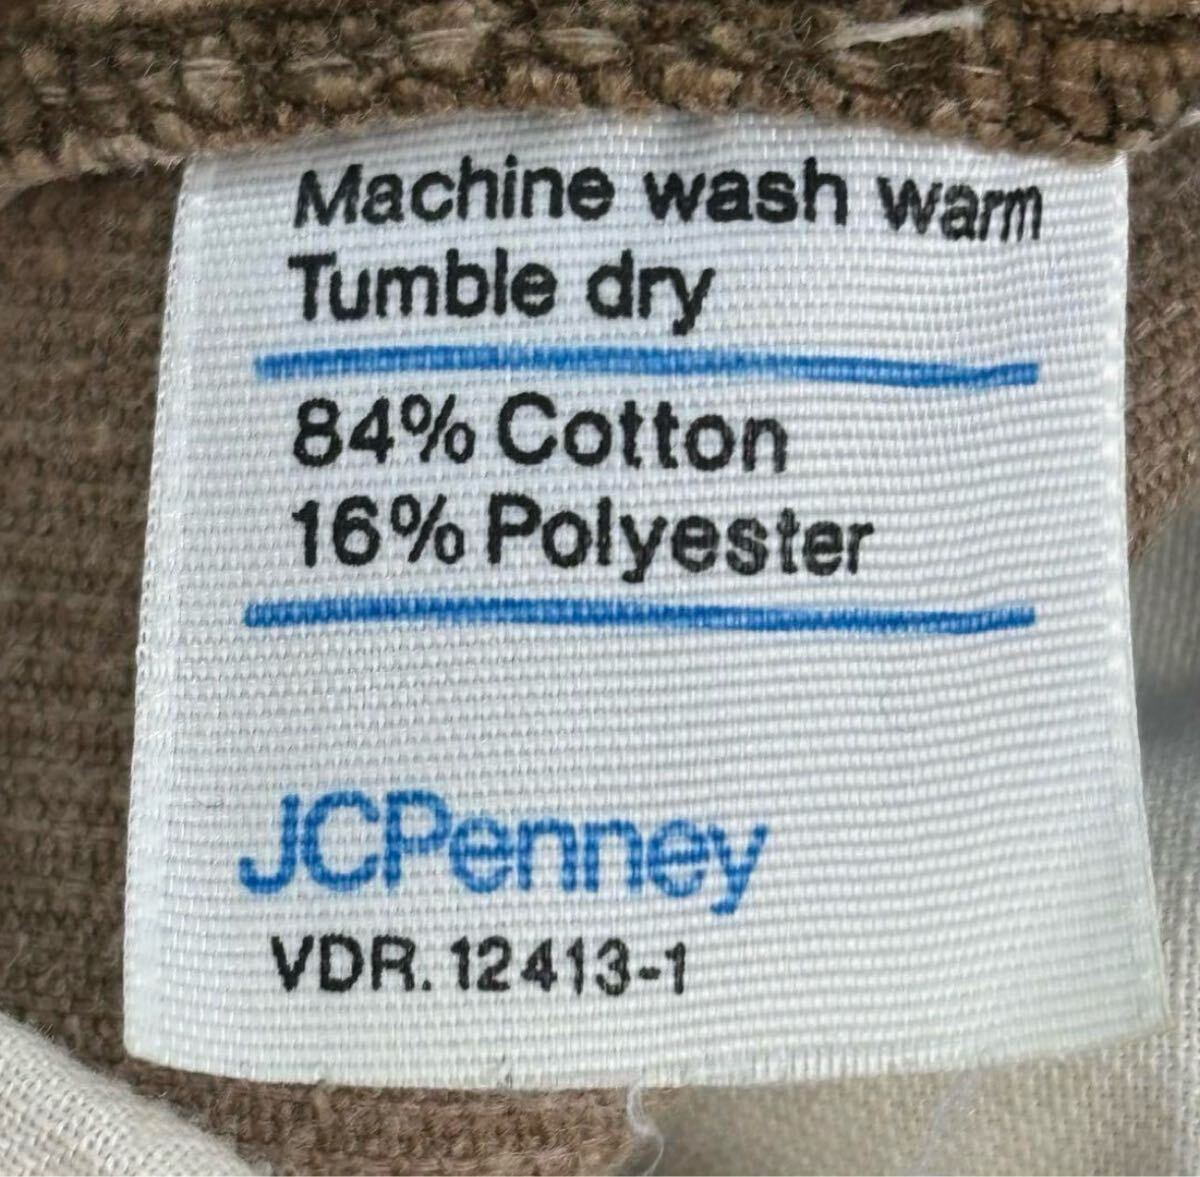 Machine wash warm
Tumble dry
84% Cotton
16% Polyester
JCPenney
VDR. 12413-1